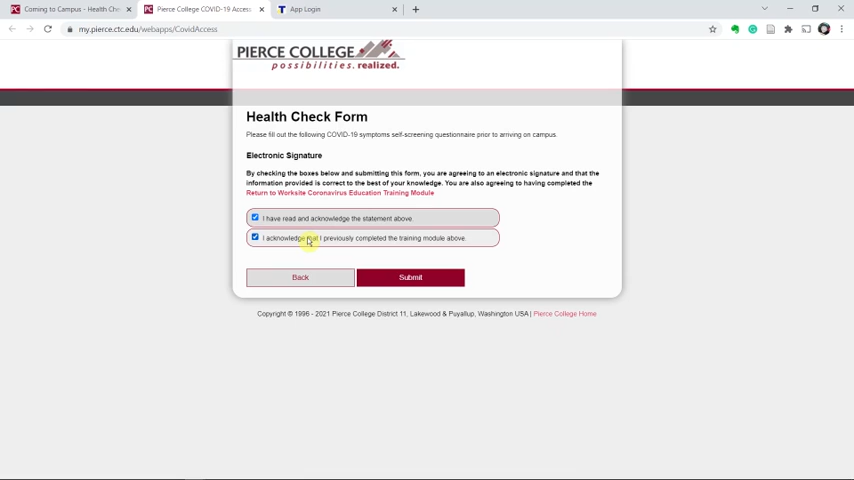 Coming to Campus - Health Che
Pierce College COVID-19 Access
App Login
my.pierce.ctc.edu/webapps/CovidAccess
PIERCE COLLEGE
possibilities. realized.
Health Check Form
Please fill out the following COVID-19 symptoms self-screening questionnaire prior to arriving on campus.
Electronic Signature
By checking the boxes below and submitting this form, you are agreeing to an electronic signature and that the
information provided is correct to the best of your knowledge. You are also agreeing to having completed the
Return to Worksite Coronavirus Education Training Module
I have read and acknowledge the statement above.
I acknowledge that I previously completed the training module above.
Back
Submit
Copyright © 1996 - 2021 Pierce College District 11, Lakewood & Puyallup, Washington USA | Pierce College Home